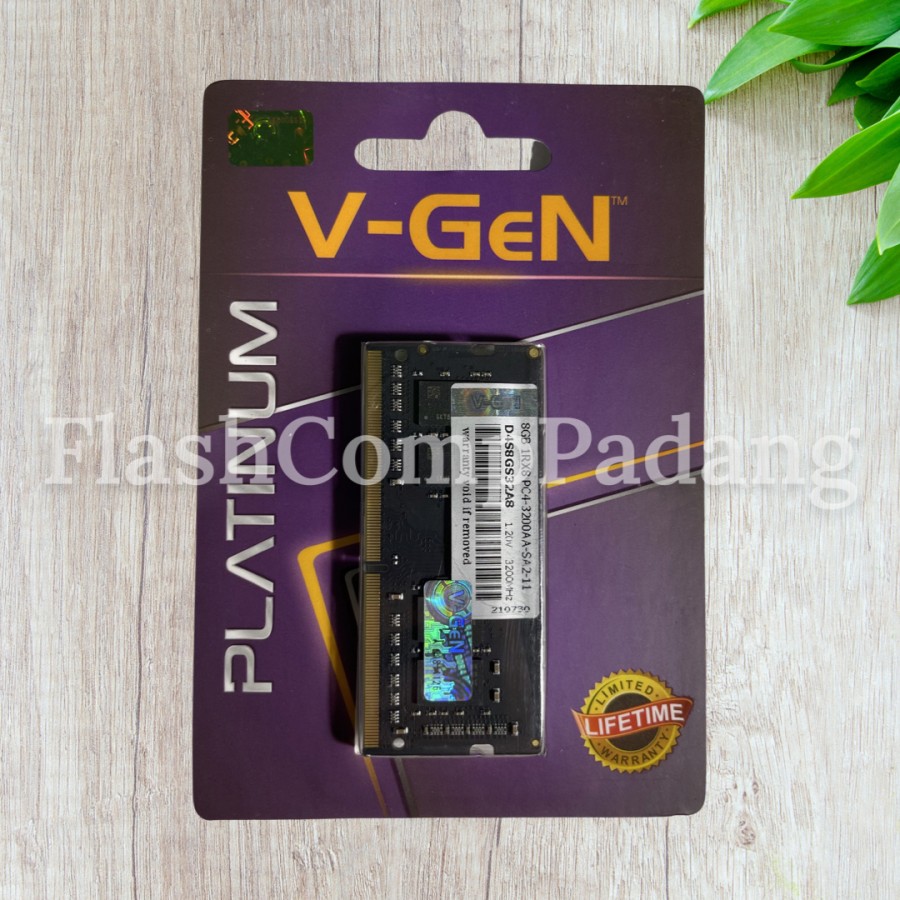 V-GeN™
PLATINUM
FlashComp Padang
V-GeN
8GB 1RX8 PC4-3200AA-SA2-11
D4S8GS32A8 1.20V 3200MHz
warranty void if removed
210730
V-GeN
LIMITED
LIFETIME
WARRANTY